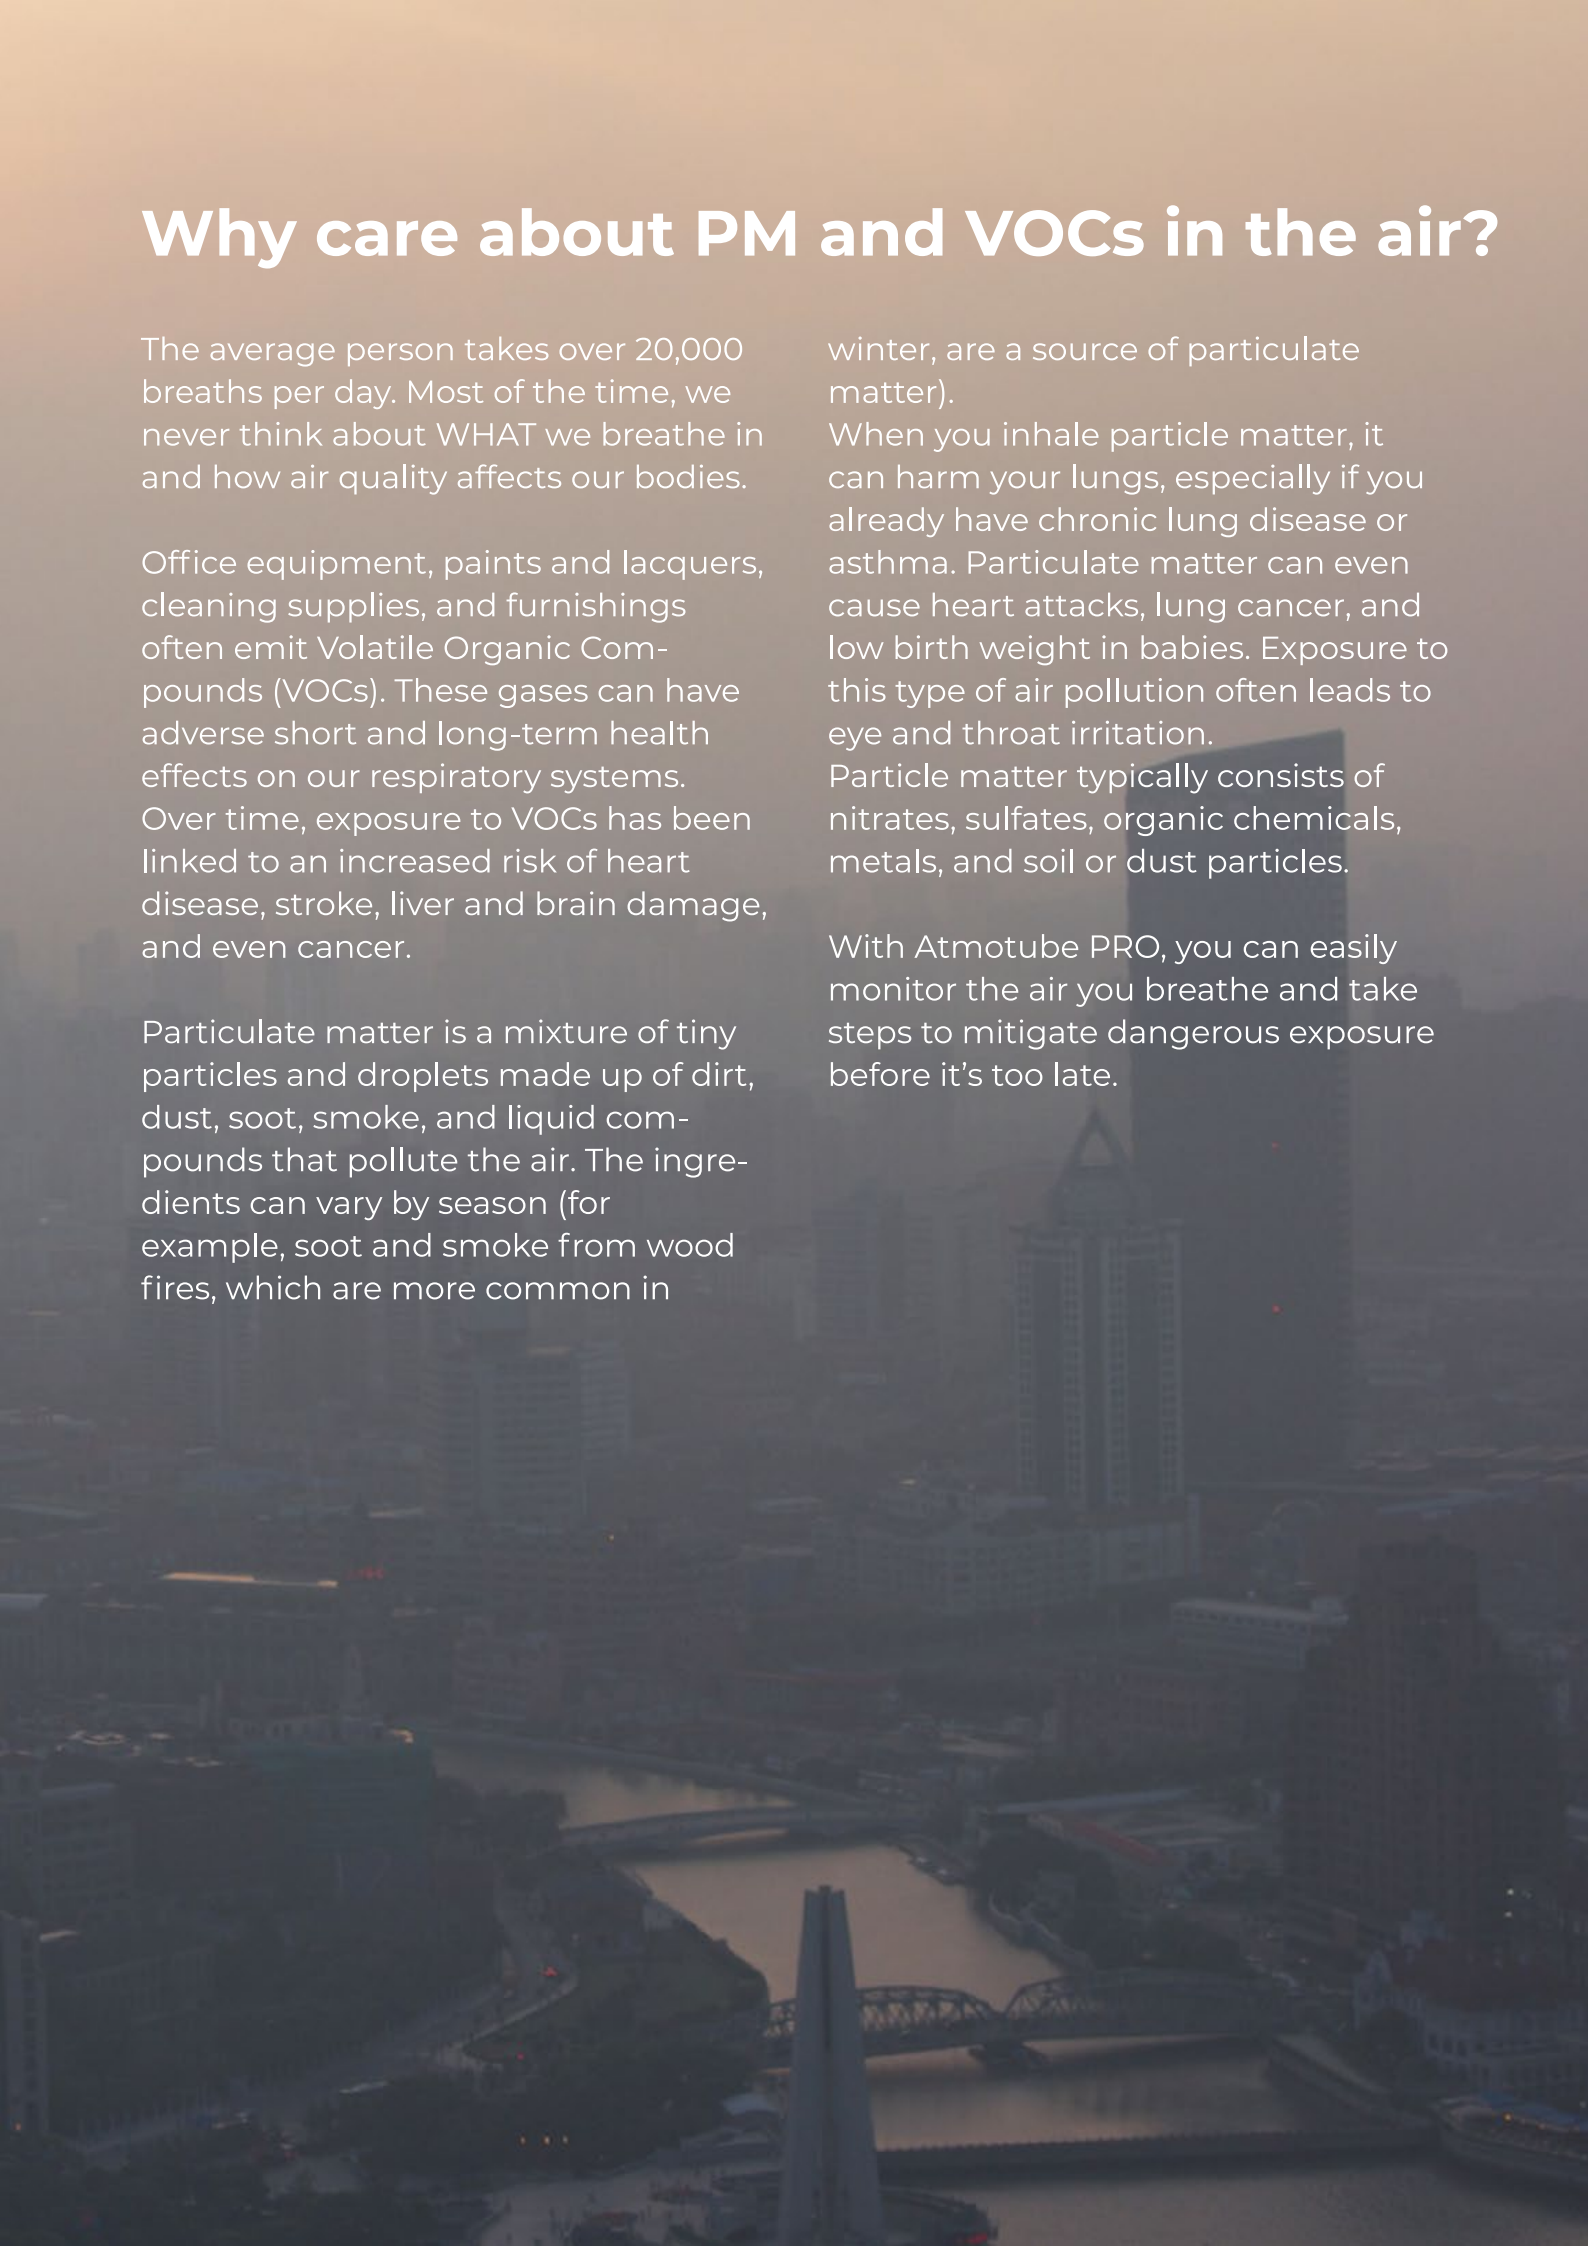 Why care about PM and VOCs in the air?
The average person takes over 20,000
breaths per day. Most of the time, we
never think about WHAT we breathe in
and how air quality affects our bodies.
Office equipment, paints and lacquers,
cleaning supplies, and furnishings
often emit Volatile Organic Com-
pounds (VOCs). These gases can have
adverse short and long-term health
effects on our respiratory systems.
Over time, exposure to VOCs has been
linked to an increased risk of heart
disease, stroke, liver and brain damage,
and even cancer.
Particulate matter is a mixture of tiny
particles and droplets made up of dirt,
dust, soot, smoke, and liquid com-
pounds that pollute the air. The ingre-
dients can vary by season (for
example, soot and smoke from wood
fires, which are more common in
winter, are a source of particulate
matter).
When you inhale particle matter, it
can harm your lungs, especially if you
already have chronic lung disease or
asthma. Particulate matter can even
cause heart attacks, lung cancer, and
low birth weight in babies. Exposure to
this type of air pollution often leads to
eye and throat irritation.
Particle matter typically consists of
nitrates, sulfates, organic chemicals,
metals, and soil or dust particles.
With Atmotube PRO, you can easily
monitor the air you breathe and take
steps to mitigate dangerous exposure
before it's too late.